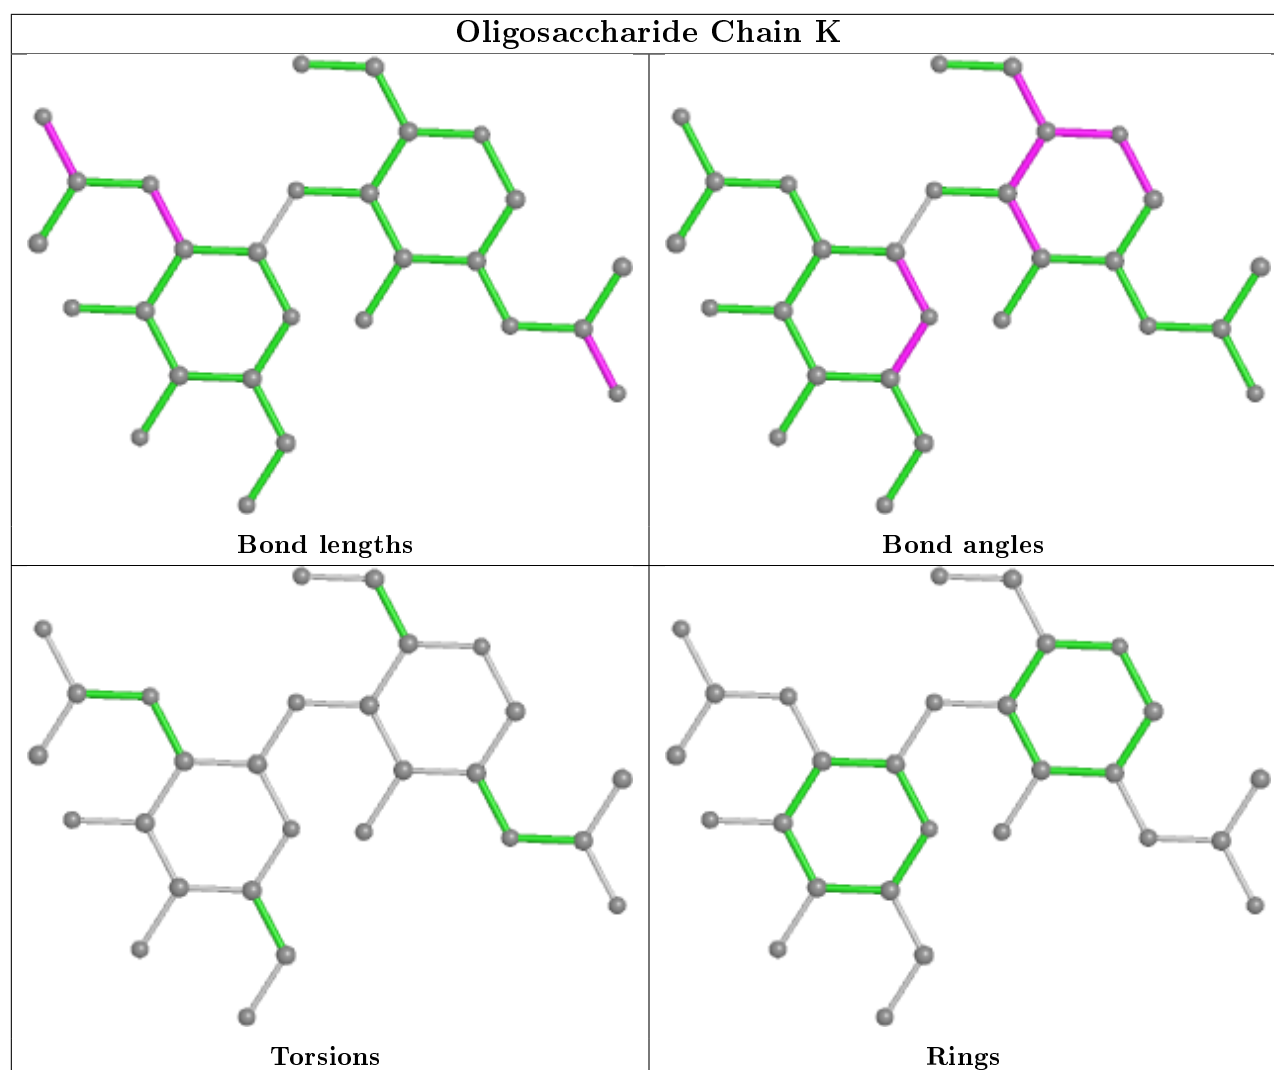 Oligosaccharide Chain K
Bond lengths
Bond angles
Torsions
Rings